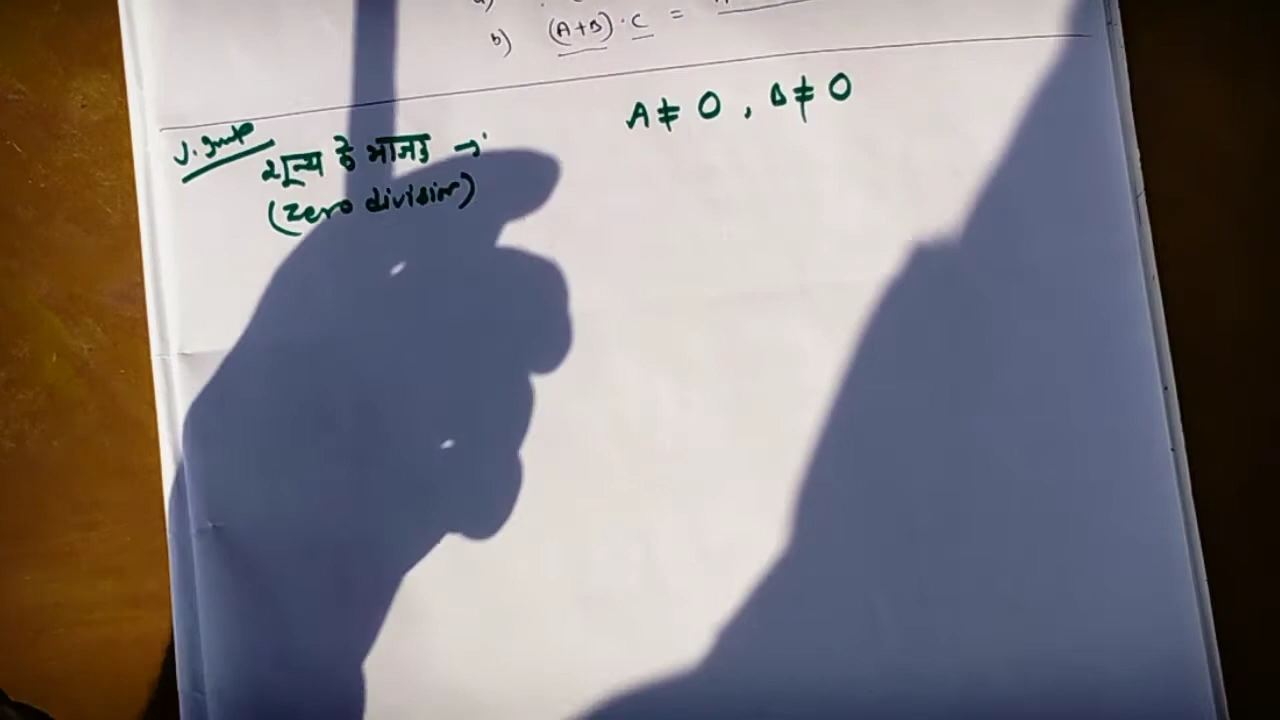 b) (A+B) · C =
A ≠ 0 , B ≠ 0
V. Imp
शून्य के भाजक →
(Zero division)